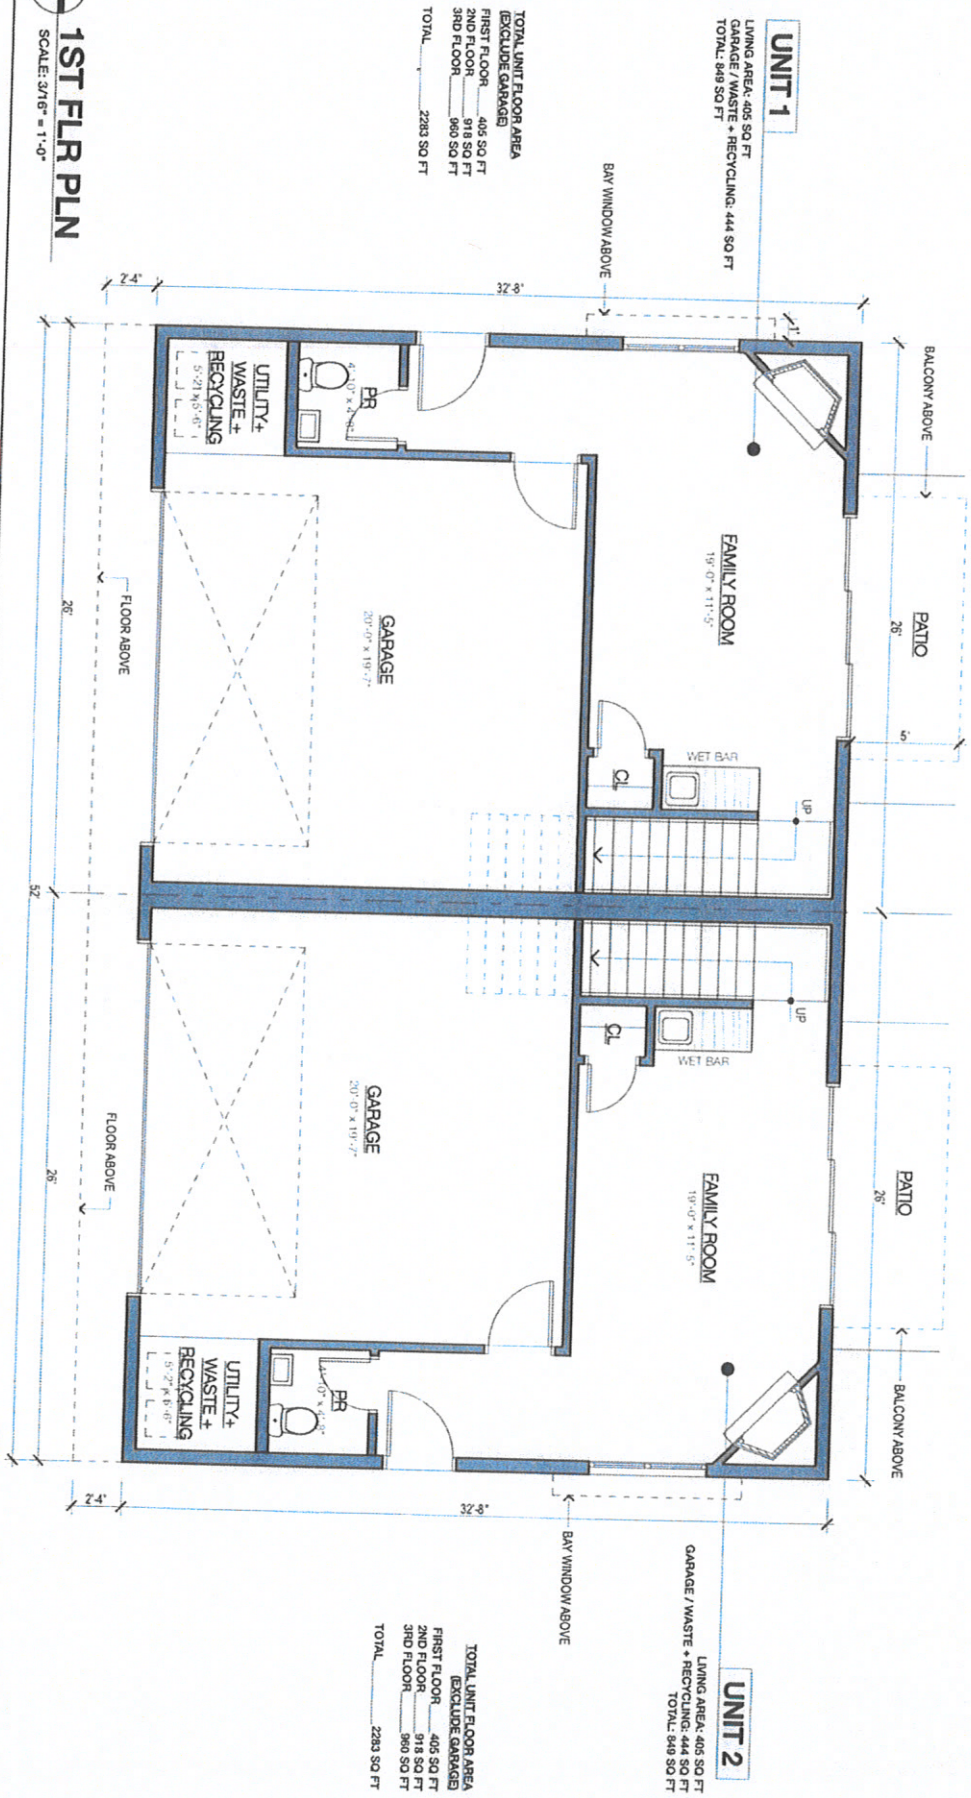 UNIT 1
LIVING AREA: 405 SQ FT
GARAGE / WASTE + RECYCLING: 444 SQ FT
TOTAL: 849 SQ FT
TOTAL UNIT FLOOR AREA
(EXCLUDE GARAGE)
FIRST FLOOR 405 SQ FT
2ND FLOOR 918 SQ FT
3RD FLOOR 960 SQ FT
TOTAL 2283 SQ FT
1ST FLR PLN
SCALE: 3/16" = 1'-0"
BAY WINDOW ABOVE
2'-4"
32'-8"
1'
BALCONY ABOVE
26'
PATIO
5'
FAMILY ROOM
19'-0" x 11'-5"
PR
UTILITY+
WASTE +
RECYCLING
GARAGE
20'-0" x 19'-7"
CL
WET BAR
UP
FLOOR ABOVE
26'
52'
UP
WET BAR
CL
PATIO
26'
FAMILY ROOM
19'-0" x 11'-5"
GARAGE
20'-0" x 19'-7"
FLOOR ABOVE
26'
UTILITY+
WASTE +
RECYCLING
PR
BALCONY ABOVE
2'-4"
32'-8"
BAY WINDOW ABOVE
UNIT 2
LIVING AREA: 405 SQ FT
GARAGE / WASTE + RECYCLING: 444 SQ FT
TOTAL: 849 SQ FT
TOTAL UNIT FLOOR AREA
(EXCLUDE GARAGE)
FIRST FLOOR 405 SQ FT
2ND FLOOR 918 SQ FT
3RD FLOOR 960 SQ FT
TOTAL 2283 SQ FT